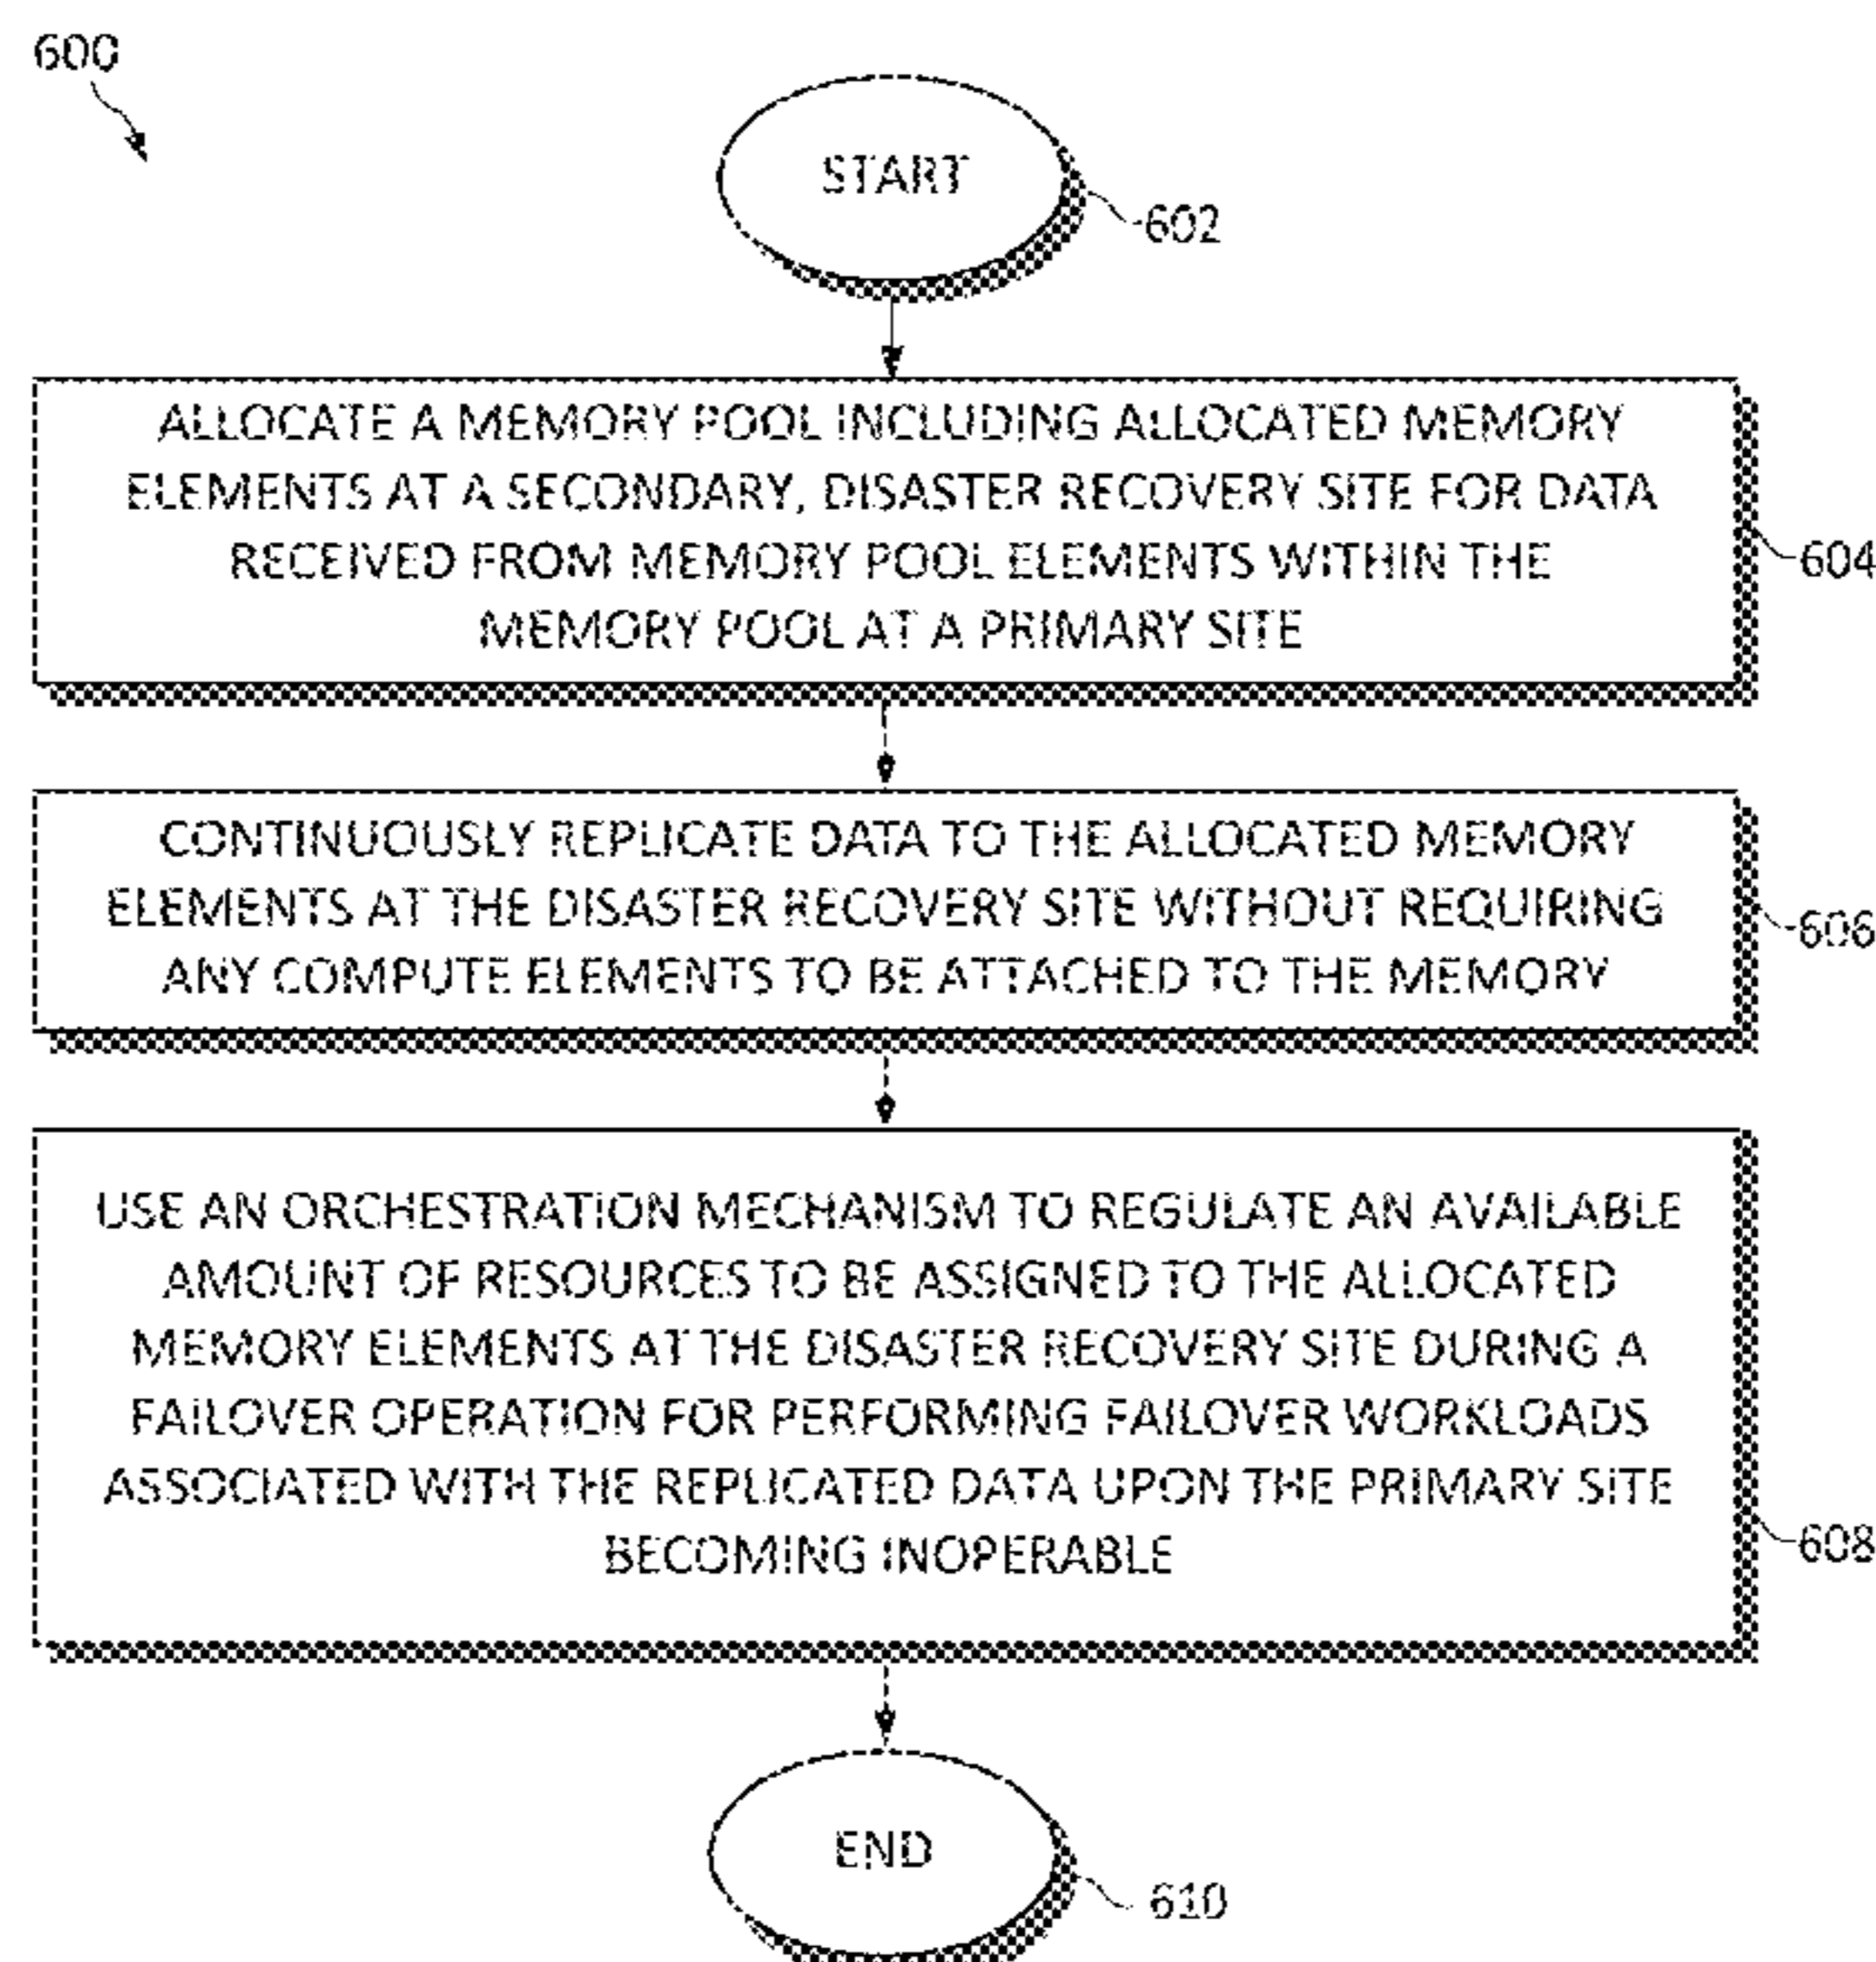 600
START
602
ALLOCATE A MEMORY POOL INCLUDING ALLOCATED MEMORY
ELEMENTS AT A SECONDARY, DISASTER RECOVERY SITE FOR DATA
RECEIVED FROM MEMORY POOL ELEMENTS WITHIN THE
MEMORY POOL AT A PRIMARY SITE
604
CONTINUOUSLY REPLICATE DATA TO THE ALLOCATED MEMORY
ELEMENTS AT THE DISASTER RECOVERY SITE WITHOUT REQUIRING
ANY COMPUTE ELEMENTS TO BE ATTACHED TO THE MEMORY
606
USE AN ORCHESTRATION MECHANISM TO REGULATE AN AVAILABLE
AMOUNT OF RESOURCES TO BE ASSIGNED TO THE ALLOCATED
MEMORY ELEMENTS AT THE DISASTER RECOVERY SITE DURING A
FAILOVER OPERATION FOR PERFORMING FAILOVER WORKLOADS
ASSOCIATED WITH THE REPLICATED DATA UPON THE PRIMARY SITE
BECOMING INOPERABLE
608
END
610